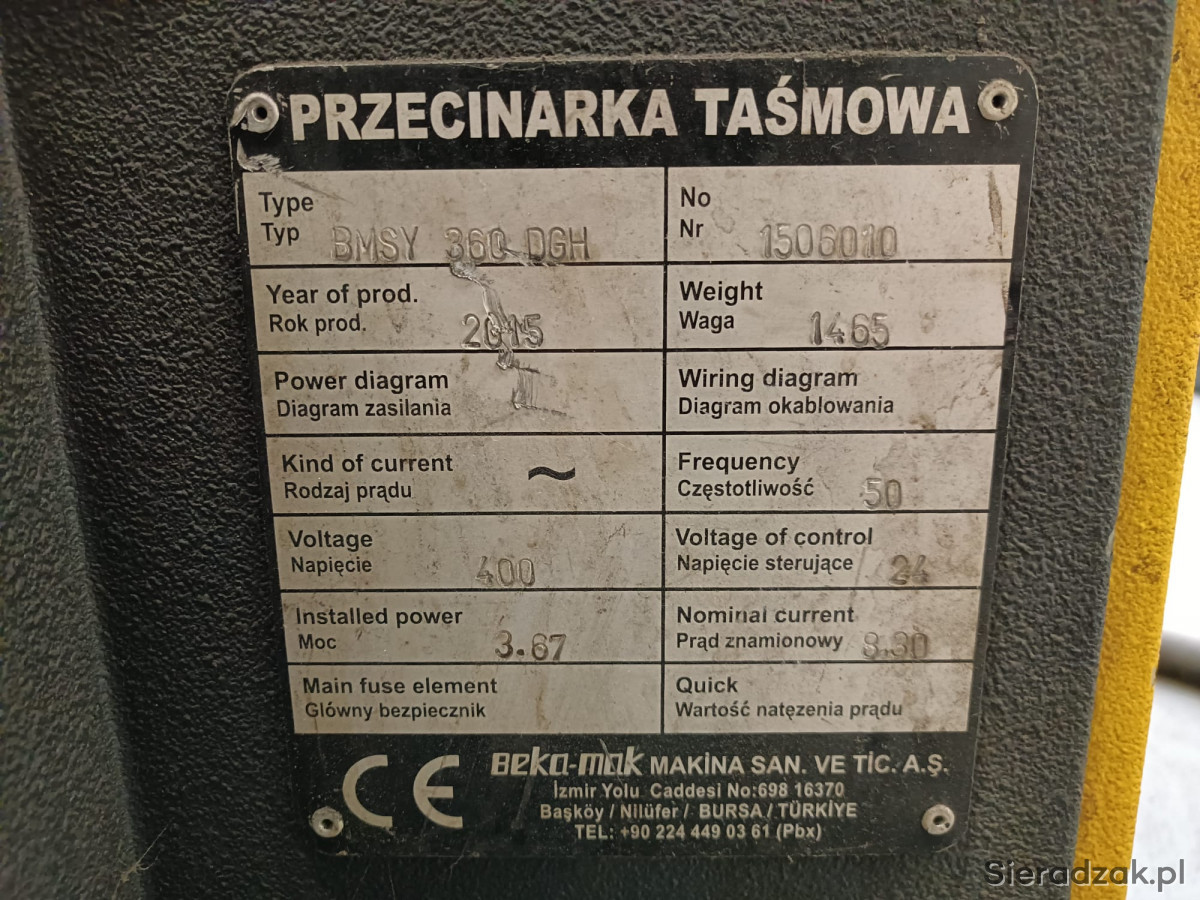 PRZECINARKA TAŚMOWA
Type
Typ BMSY 360 DGH
No
Nr 1506010
Year of prod.
Rok prod. 2015
Weight
Waga 1465
Power diagram
Diagram zasilania
Wiring diagram
Diagram okablowania
Kind of current
Rodzaj prądu ~
Frequency
Częstotliwość 50
Voltage
Napięcie 400
Voltage of control
Napięcie sterujące 24
Installed power
Moc 3.67
Nominal current
Prąd znamionowy 8.30
Main fuse element
Główny bezpiecznik
Quick
Wartość natęzenia prądu
CE
Beka-mak MAKİNA SAN. VE TİC. A.Ş.
İzmir Yolu Caddesi No:698 16370
Başköy / Nilüfer / BURSA / TÜRKİYE
TEL: +90 224 449 03 61 (Pbx)
Sieradzak.pl